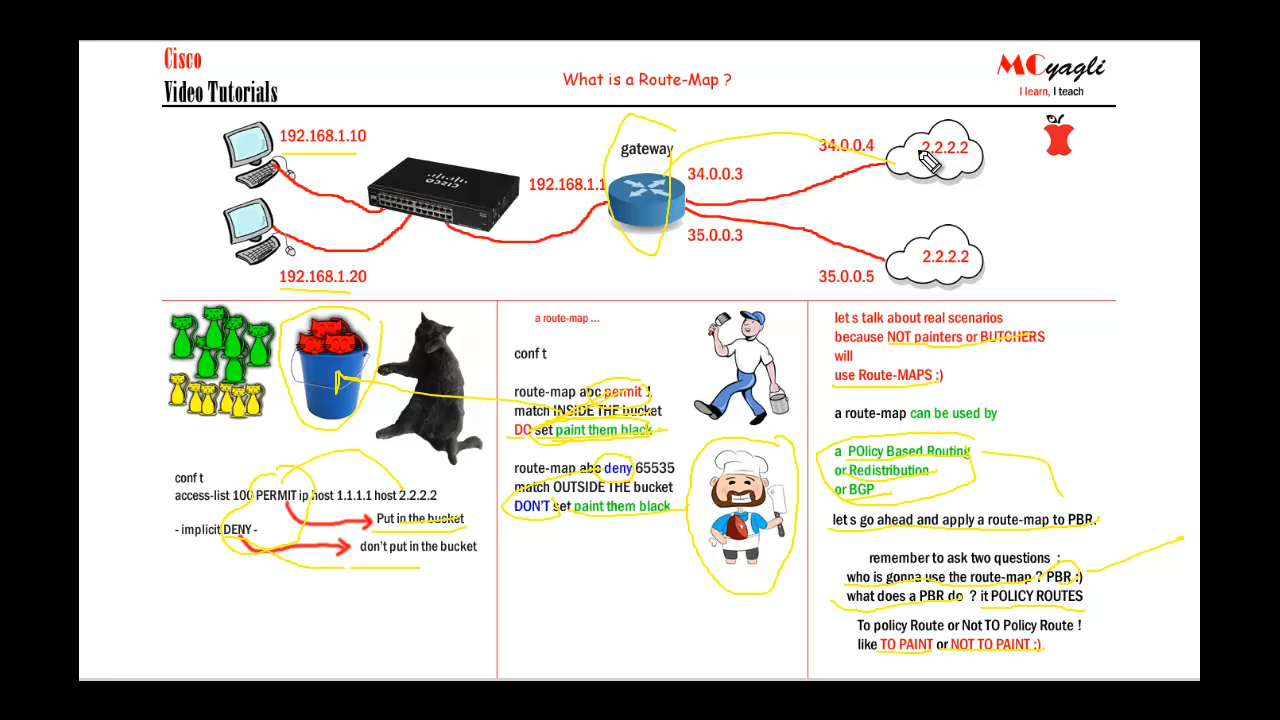 Cisco
Video Tutorials
What is a Route-Map ?
MCyagli
I learn, I teach
192.168.1.10
192.168.1.20
CISCO
192.168.1.1
gateway
34.0.0.3
35.0.0.3
34.0.0.4
35.0.0.5
2.2.2.2
2.2.2.2
conf t
access-list 100 PERMIT ip host 1.1.1.1 host 2.2.2.2
Put in the bucket
- implicit DENY -
don't put in the bucket
a route-map ...
conf t
route-map abc permit 1
match INSIDE THE bucket
DO set paint them black
route-map abc deny 65535
match OUTSIDE THE bucket
DON'T set paint them black
let s talk about real scenarios
because NOT painters or BUTCHERS
will
use Route-MAPS :)
a route-map can be used by
a POlicy Based Routing
or Redistribution
or BGP
let s go ahead and apply a route-map to PBR.
remember to ask two questions :
who is gonna use the route-map ? PBR :)
what does a PBR do ? it POLICY ROUTES
To policy Route or Not TO Policy Route !
like TO PAINT or NOT TO PAINT :)